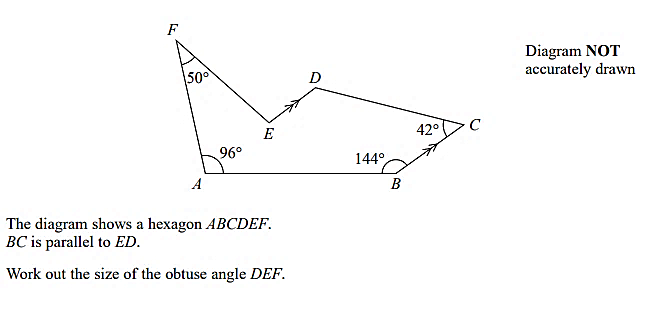 F
Diagram NOT
accurately drawn
50°
D
E
C
42°
96°
144°
A
B
The diagram shows a hexagon ABCDEF.
BC is parallel to ED.
Work out the size of the obtuse angle DEF.